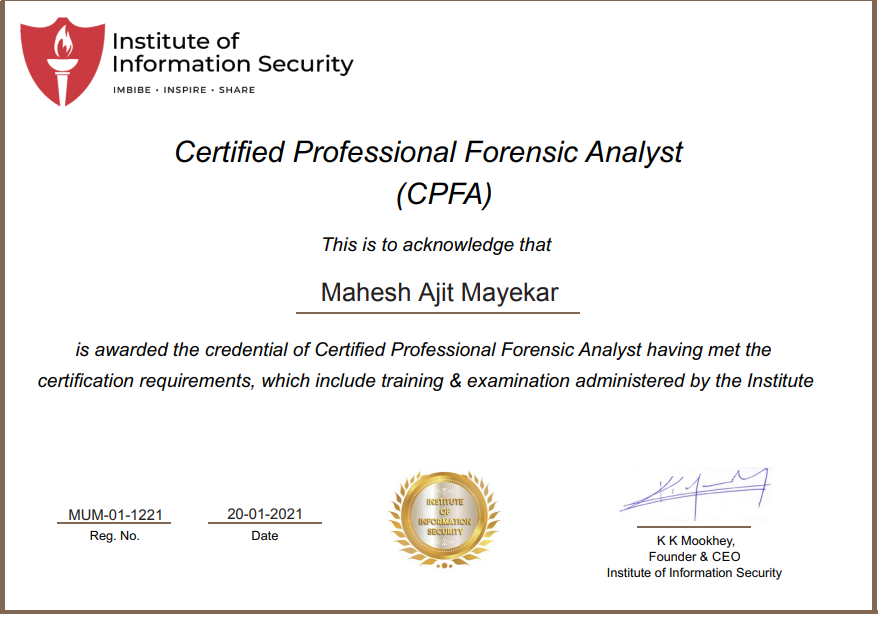 Institute of
Information Security
IMBIBE • INSPIRE • SHARE
Certified Professional Forensic Analyst
(CPFA)
This is to acknowledge that
Mahesh Ajit Mayekar
is awarded the credential of Certified Professional Forensic Analyst having met the
certification requirements, which include training & examination administered by the Institute
MUM-01-1221
Reg. No.
20-01-2021
Date
INSTITUTE
OF
INFORMATION
SECURITY
K K Mookhey,
Founder & CEO
Institute of Information Security